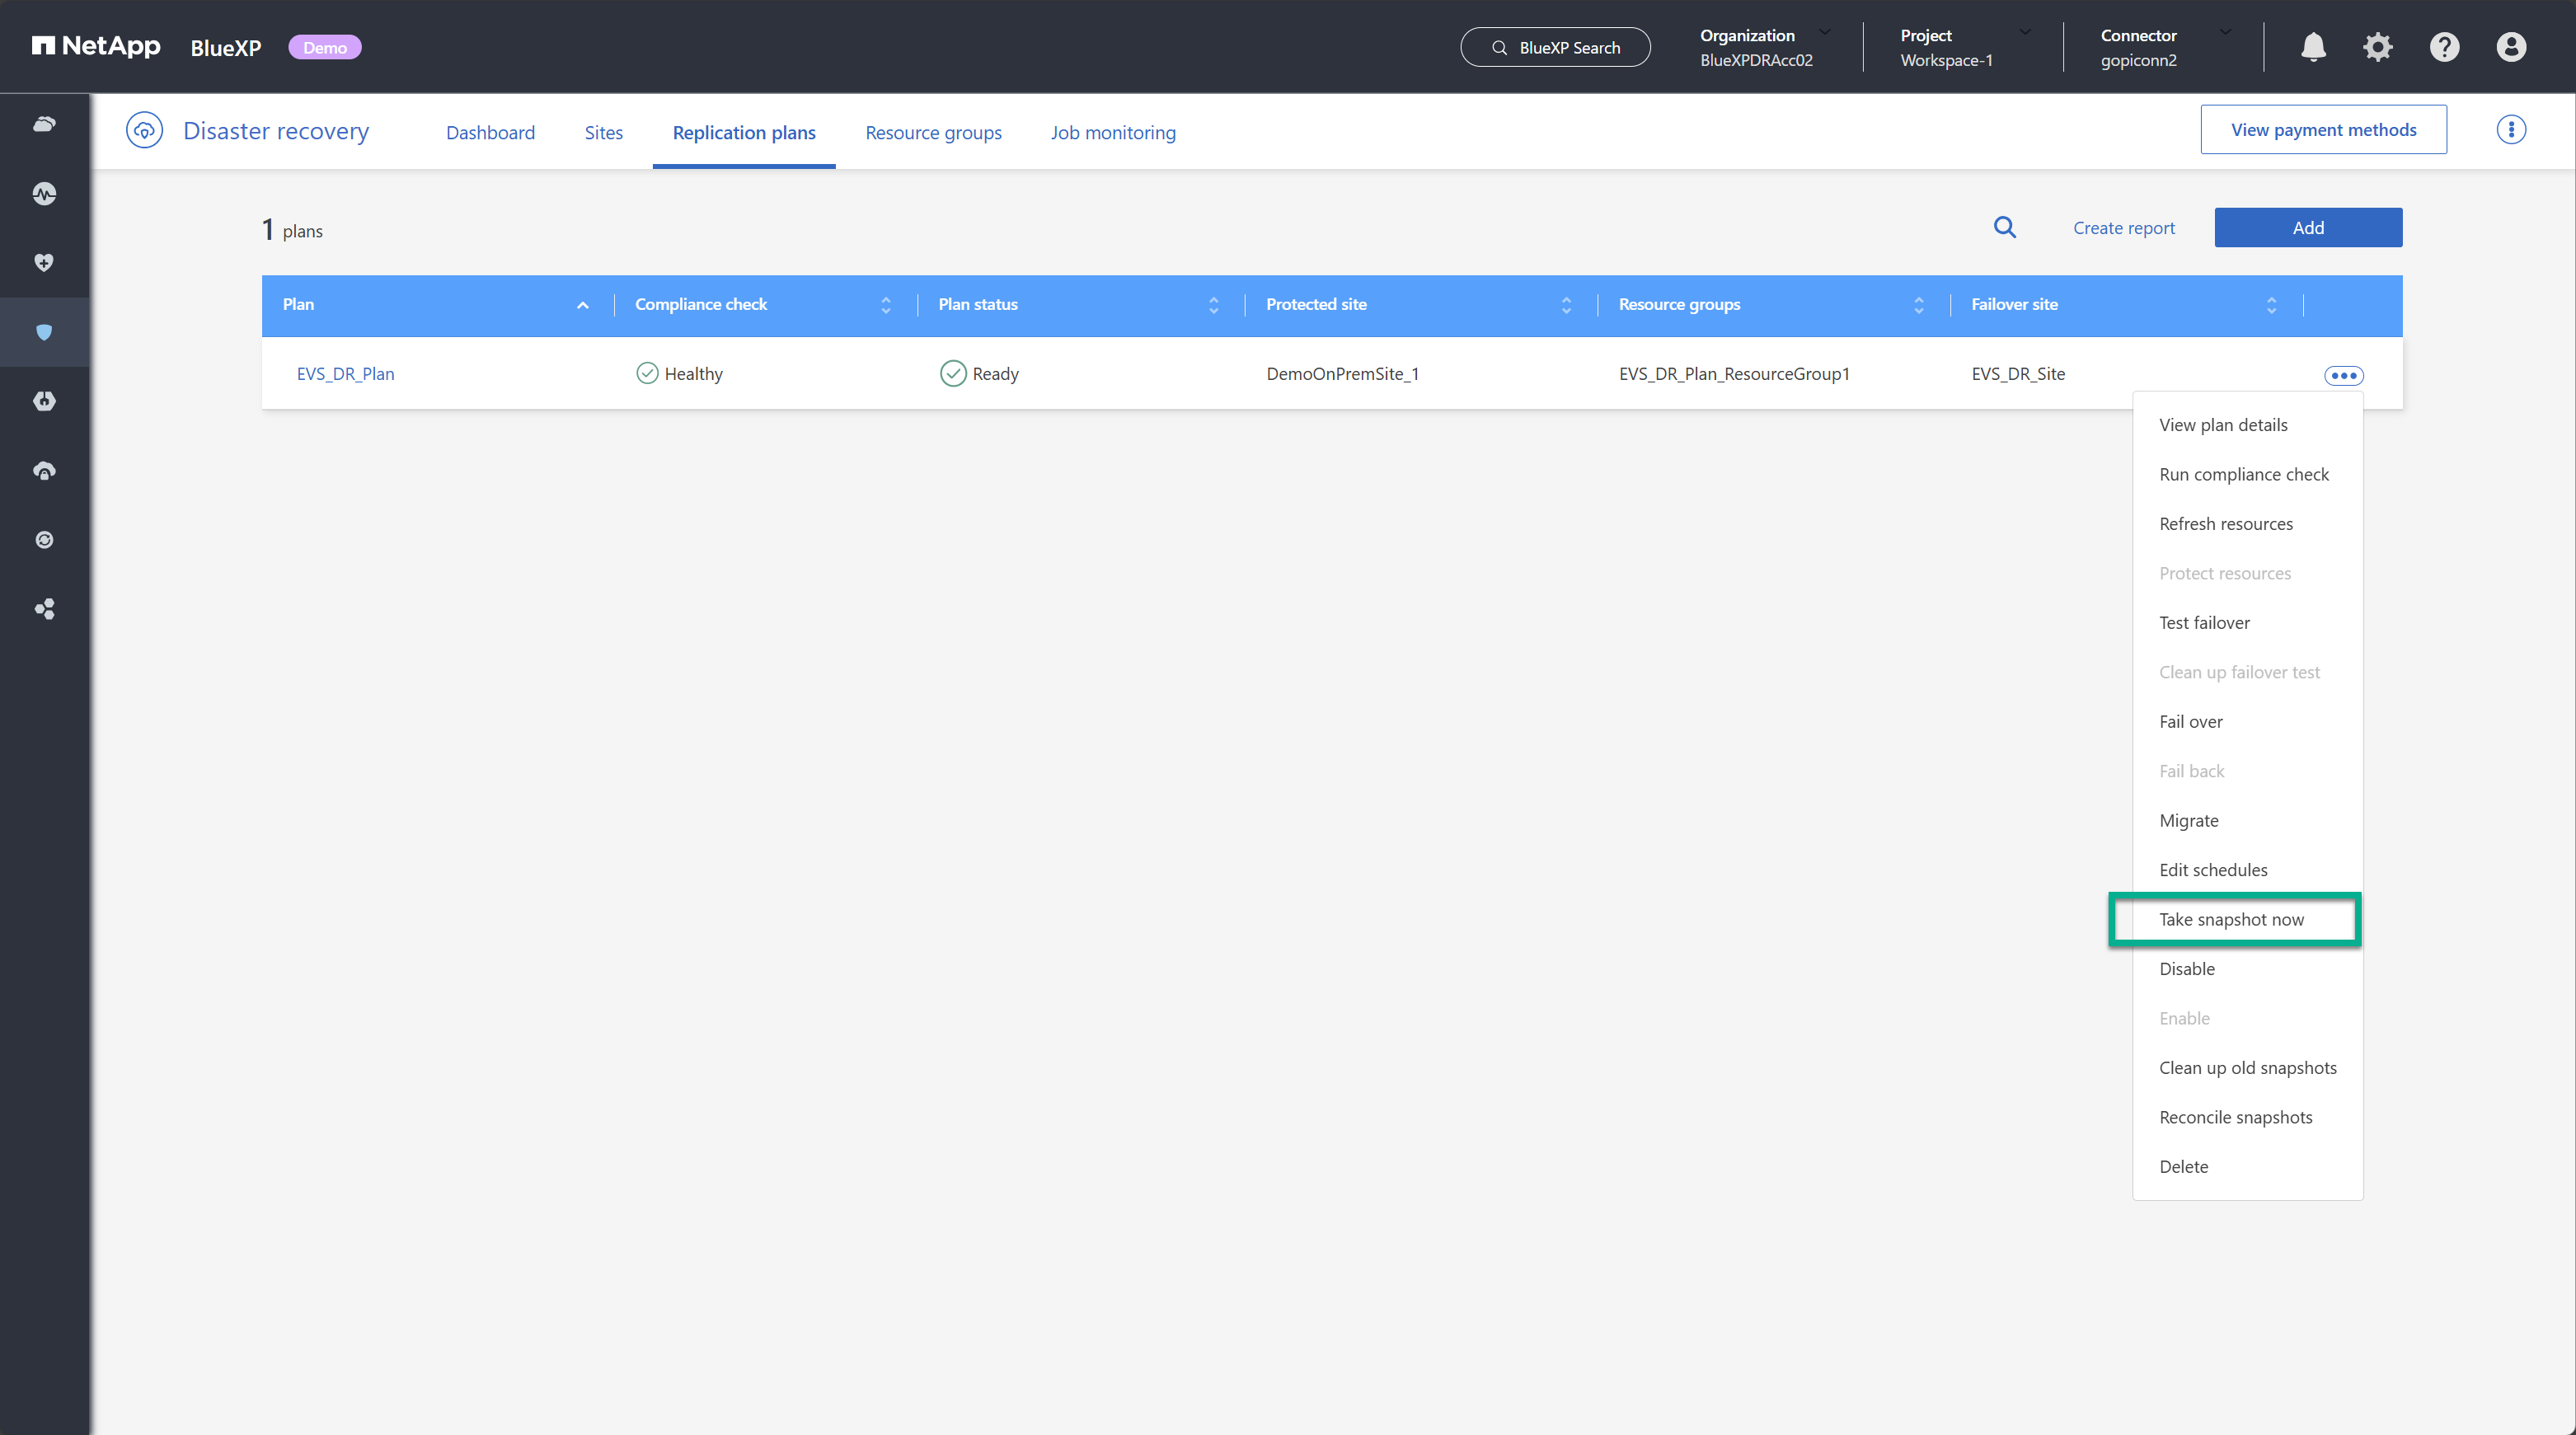 NetApp BlueXP Demo
BlueXP Search
Organization
BlueXPDRAcc02
Project
Workspace-1
Connector
gopiconn2
Disaster recovery
Dashboard Sites Replication plans Resource groups Job monitoring
View payment methods
1 plans
Create report
Add
Plan Compliance check Plan status Protected site Resource groups Failover site
EVS_DR_Plan Healthy Ready DemoOnPremSite_1 EVS_DR_Plan_ResourceGroup1 EVS_DR_Site
View plan details
Run compliance check
Refresh resources
Protect resources
Test failover
Clean up failover test
Fail over
Fail back
Migrate
Edit schedules
Take snapshot now
Disable
Enable
Clean up old snapshots
Reconcile snapshots
Delete